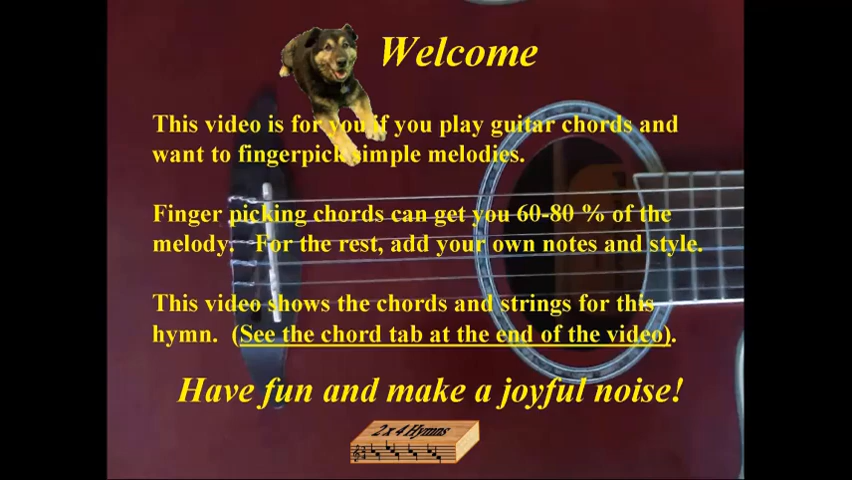 Welcome
This video is for you if you play guitar chords and
want to fingerpick simple melodies.
Finger picking chords can get you 60-80 % of the
melody. For the rest, add your own notes and style.
This video shows the chords and strings for this
hymn. (See the chord tab at the end of the video).
Have fun and make a joyful noise!
2 x 4 Hymns